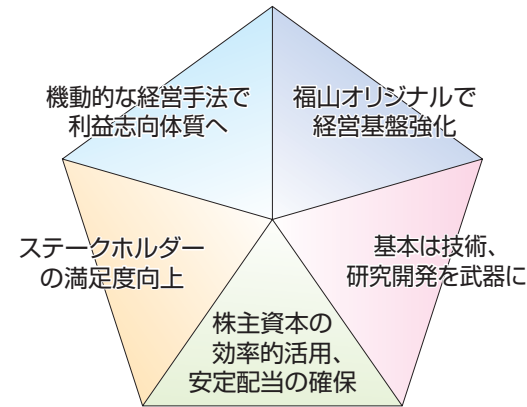 機動的な経営手法で
利益志向体質へ
福山オリジナルで
経営基盤強化
ステークホルダー
の満足度向上
基本は技術、
研究開発を武器に
株主資本の
効率的活用、
安定配当の確保